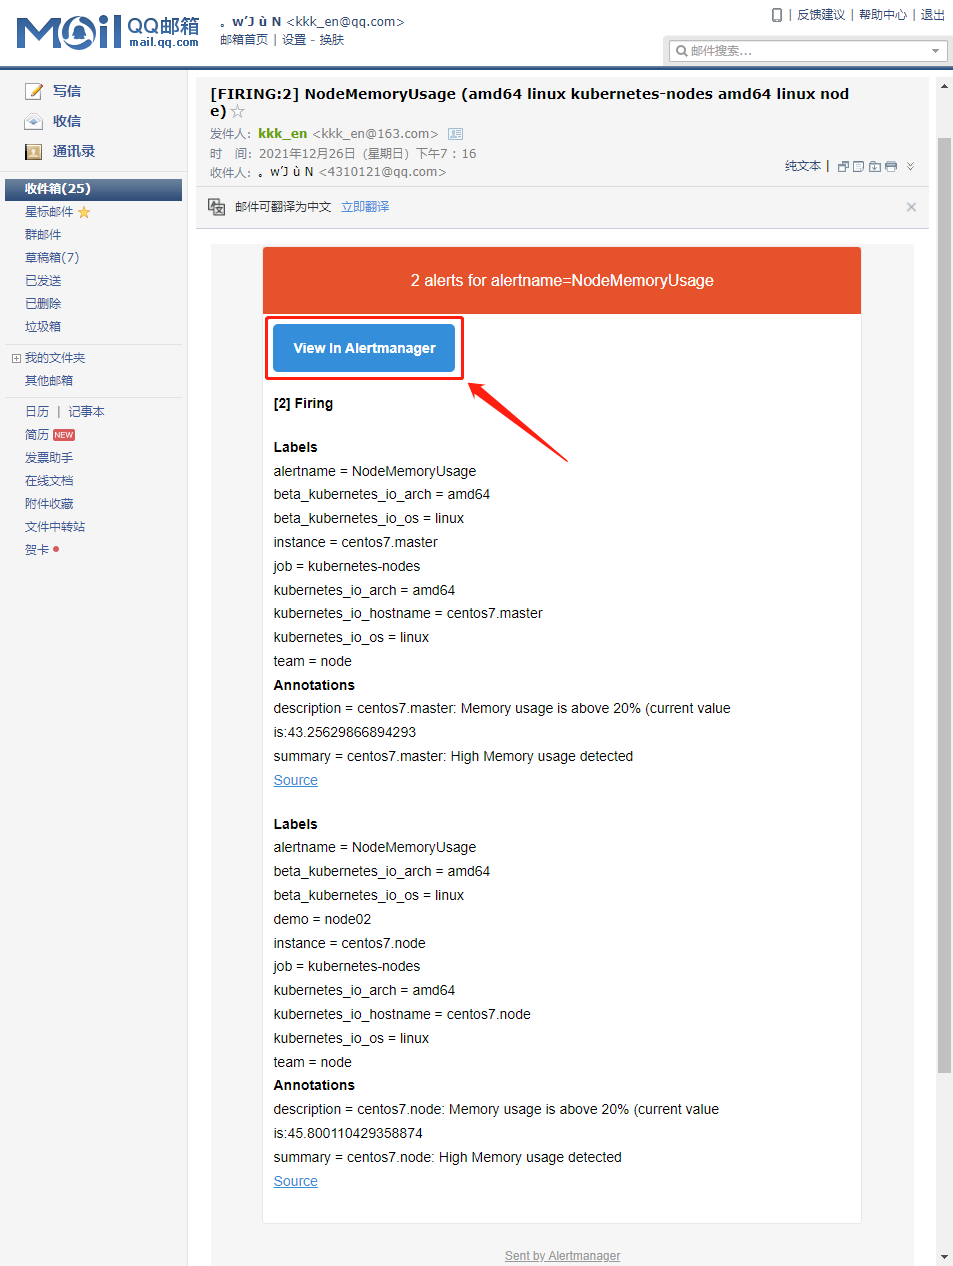 MAil QQ邮箱
mail.qq.com
。w'J ù N <kkk_en@qq.com>
邮箱首页 | 设置 - 换肤
| 反馈建议 | 帮助中心 | 退出
邮件搜索...
写信
收信
通讯录
收件箱(25)
星标邮件
群邮件
草稿箱(7)
已发送
已删除
垃圾箱
我的文件夹
其他邮箱
日历 | 记事本
简历 NEW
发票助手
在线文档
附件收藏
文件中转站
贺卡
[FIRING:2] NodeMemoryUsage (amd64 linux kubernetes-nodes amd64 linux nod
e)☆
发件人: kkk_en <kkk_en@163.com>
时 间: 2021年12月26日 (星期日) 下午7:16
收件人: 。w'J ù N <4310121@qq.com>
纯文本 |
邮件可翻译为中文 立即翻译
2 alerts for alertname=NodeMemoryUsage
View In Alertmanager
[2] Firing
Labels
alertname = NodeMemoryUsage
beta_kubernetes_io_arch = amd64
beta_kubernetes_io_os = linux
instance = centos7.master
job = kubernetes-nodes
kubernetes_io_arch = amd64
kubernetes_io_hostname = centos7.master
kubernetes_io_os = linux
team = node
Annotations
description = centos7.master: Memory usage is above 20% (current value
is:43.25629866894293
summary = centos7.master: High Memory usage detected
Source
Labels
alertname = NodeMemoryUsage
beta_kubernetes_io_arch = amd64
beta_kubernetes_io_os = linux
demo = node02
instance = centos7.node
job = kubernetes-nodes
kubernetes_io_arch = amd64
kubernetes_io_hostname = centos7.node
kubernetes_io_os = linux
team = node
Annotations
description = centos7.node: Memory usage is above 20% (current value
is:45.800110429358874
summary = centos7.node: High Memory usage detected
Source
Sent by Alertmanager